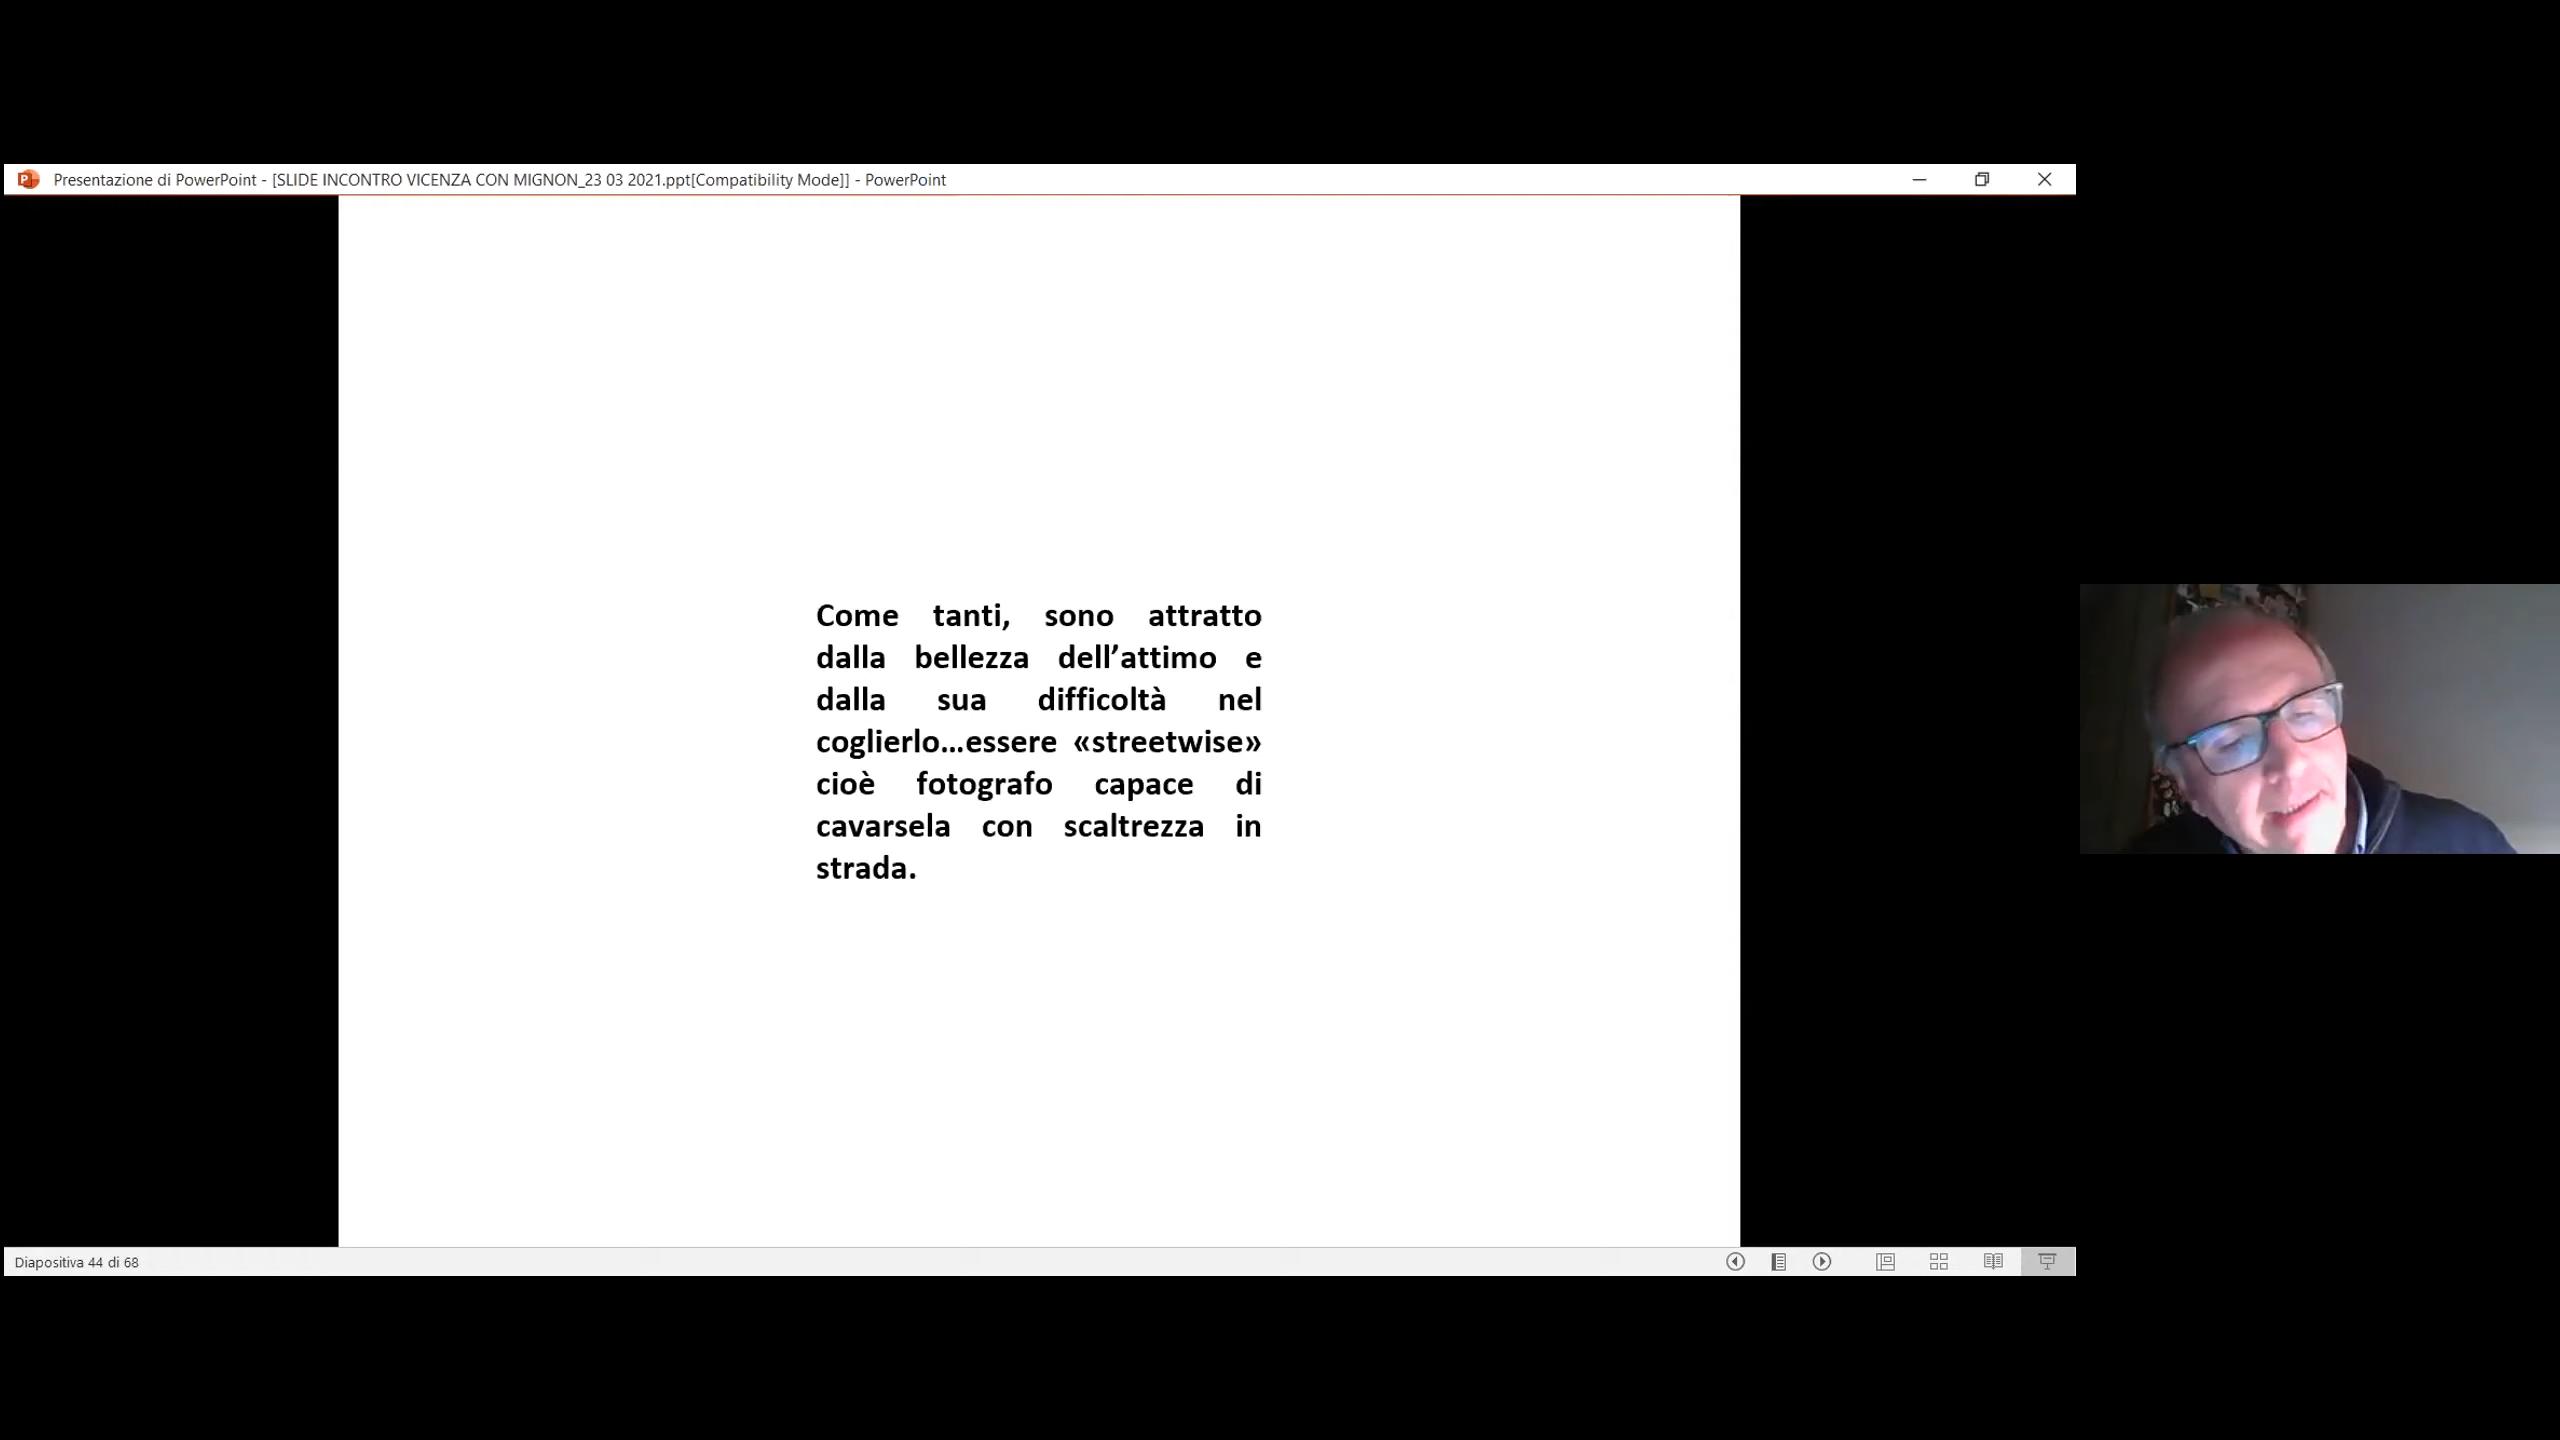 Presentazione di PowerPoint - [SLIDE INCONTRO VICENZA CON MIGNON_23 03 2021.ppt[Compatibility Mode]] - PowerPoint
Come tanti, sono attratto
dalla bellezza dell’attimo e
dalla sua difficoltà nel
coglierlo…essere «streetwise»
cioè fotografo capace di
cavarsela con scaltrezza in
strada.
Diapositiva 44 di 68